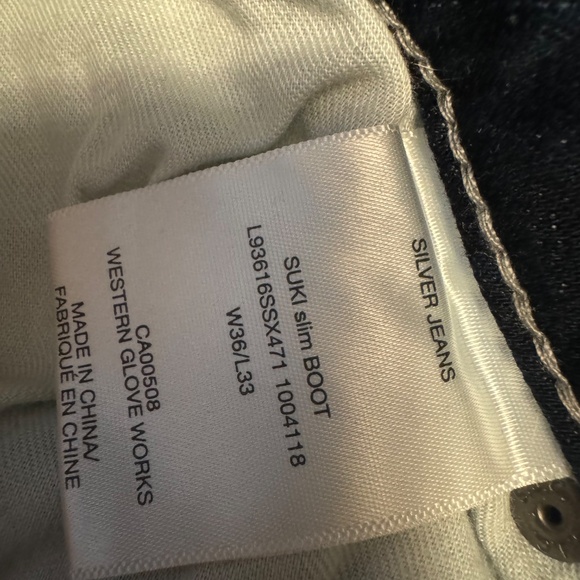 SILVER JEANS
SUKI slim BOOT
L93616SSX471 1004118
W36/L33
CA00508
WESTERN GLOVE WORKS
MADE IN CHINA/
FABRIQUÉ EN CHINE